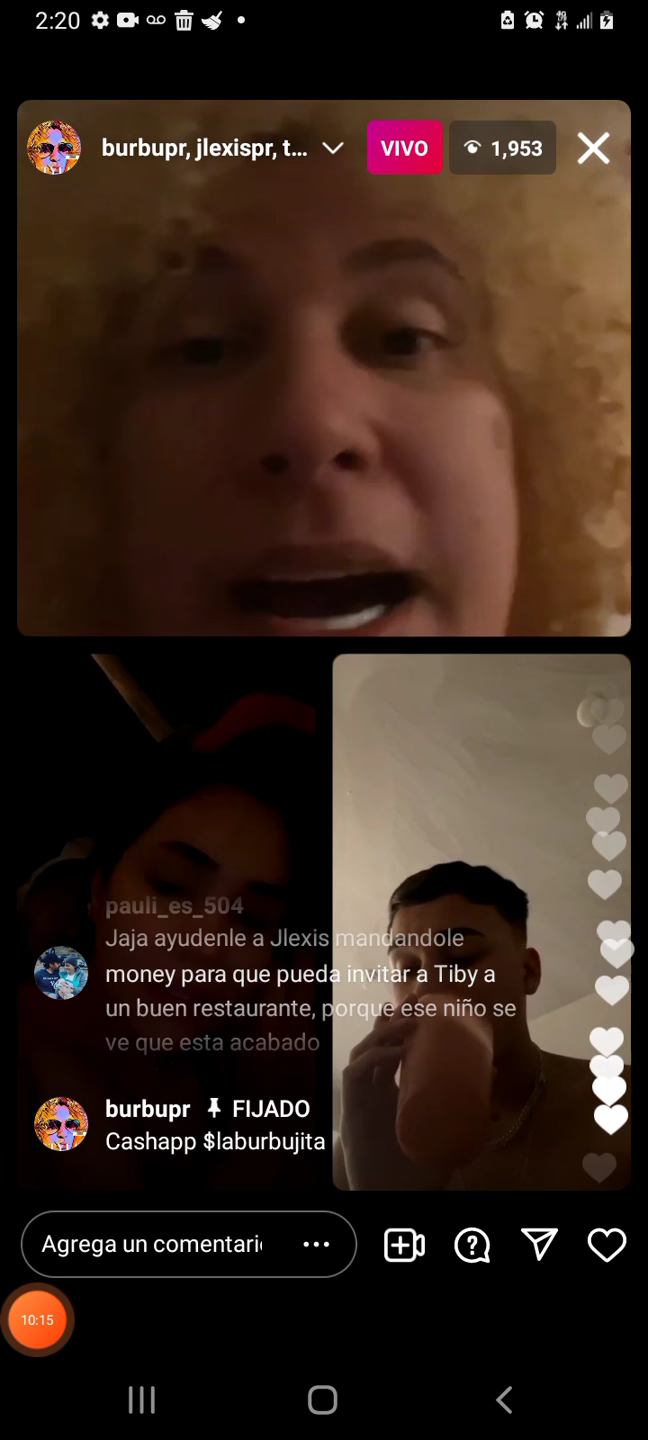 2:20
burbupr, jlexispr, t...
VIVO
1,953
pauli_es_504
Jaja ayudenle a Jlexis mandandole
money para que pueda invitar a Tiby a
un buen restaurante, porque ese niño se
ve que esta acabado
burbupr FIJADO
Cashapp $laburbujita
Agrega un comentari
10:15